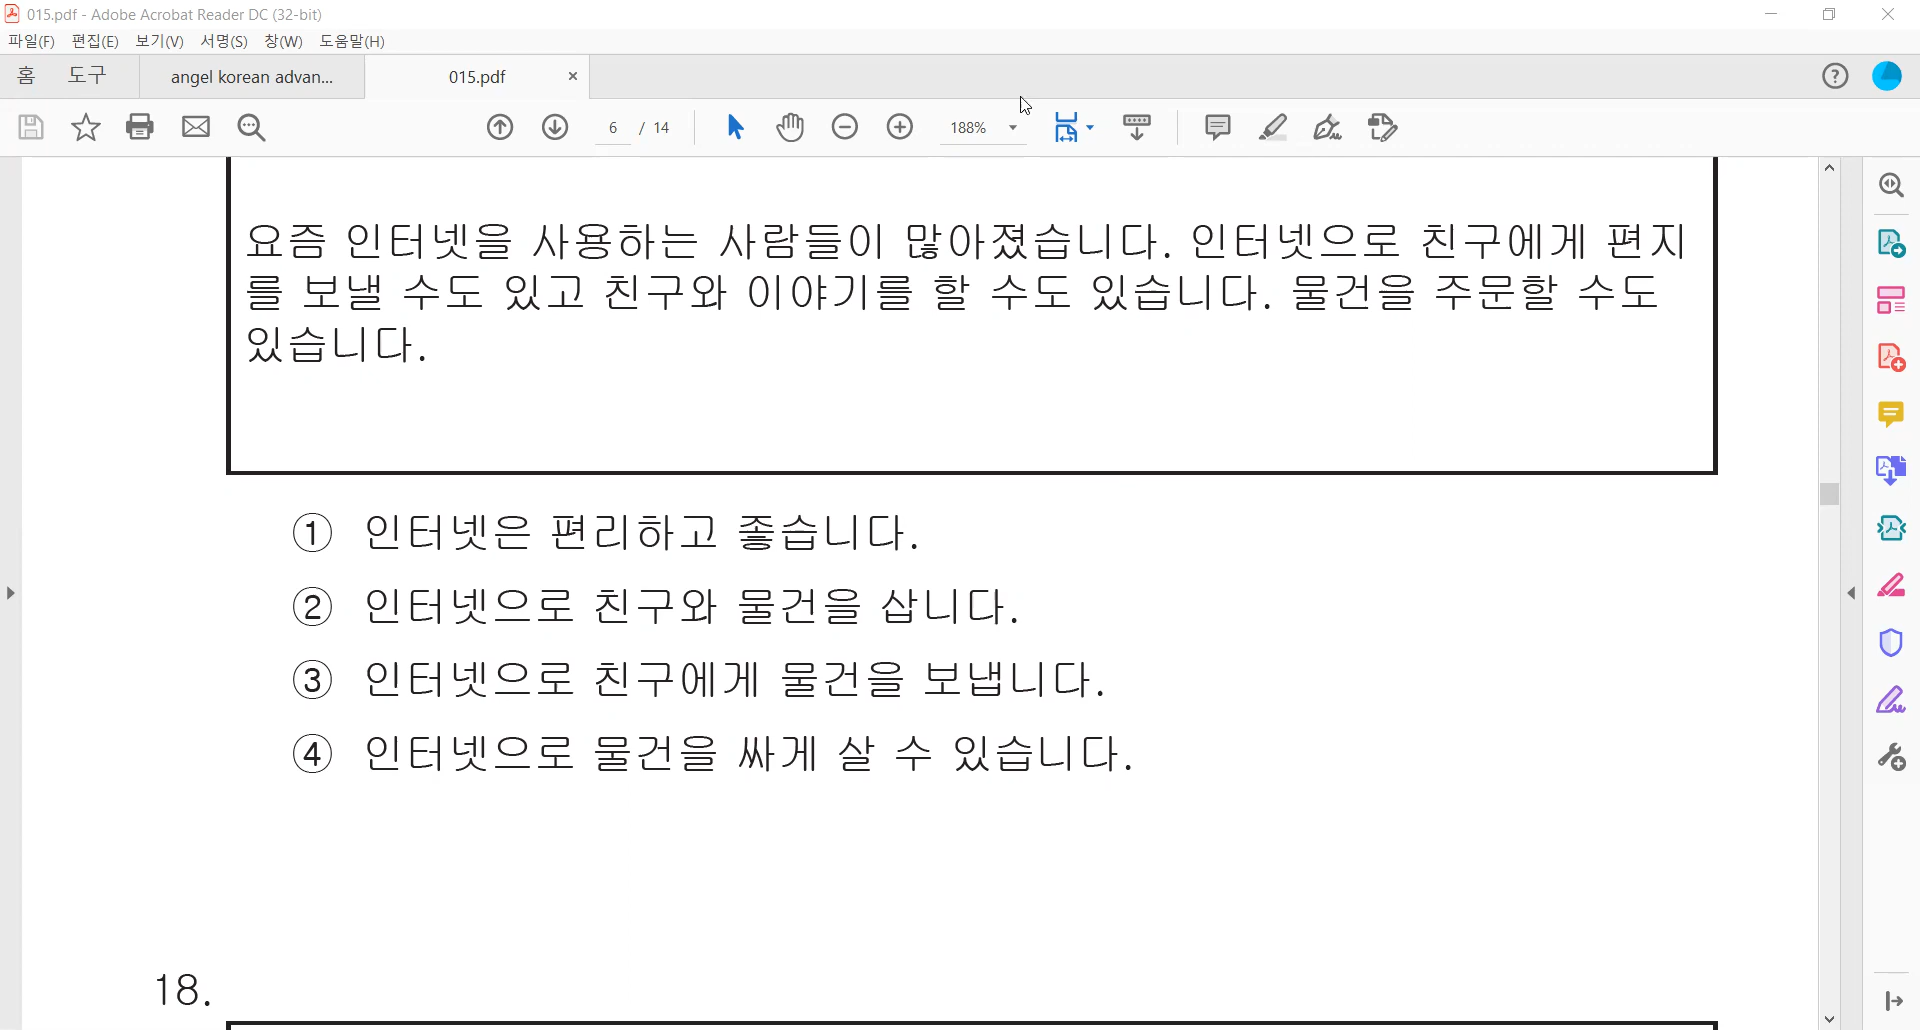 015.pdf - Adobe Acrobat Reader DC (32-bit)
파일(F) 편집(E) 보기(V) 서명(S) 창(W) 도움말(H)
홈 도구 angel korean advan... 015.pdf
6 / 14 188%
요즘 인터넷을 사용하는 사람들이 많아졌습니다. 인터넷으로 친구에게 편지
를 보낼 수도 있고 친구와 이야기를 할 수도 있습니다. 물건을 주문할 수도
있습니다.
① 인터넷은 편리하고 좋습니다.
② 인터넷으로 친구와 물건을 삽니다.
③ 인터넷으로 친구에게 물건을 보냅니다.
④ 인터넷으로 물건을 싸게 살 수 있습니다.
18.